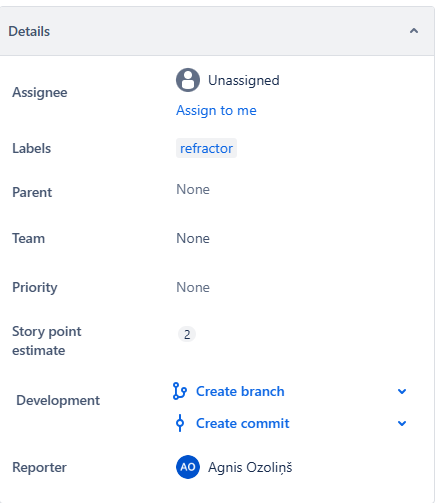 Details
Assignee
Unassigned
Assign to me
Labels
refractor
Parent
None
Team
None
Priority
None
Story point
estimate
2
Development
Create branch
Create commit
Reporter
AO
Agnis Ozoliņš